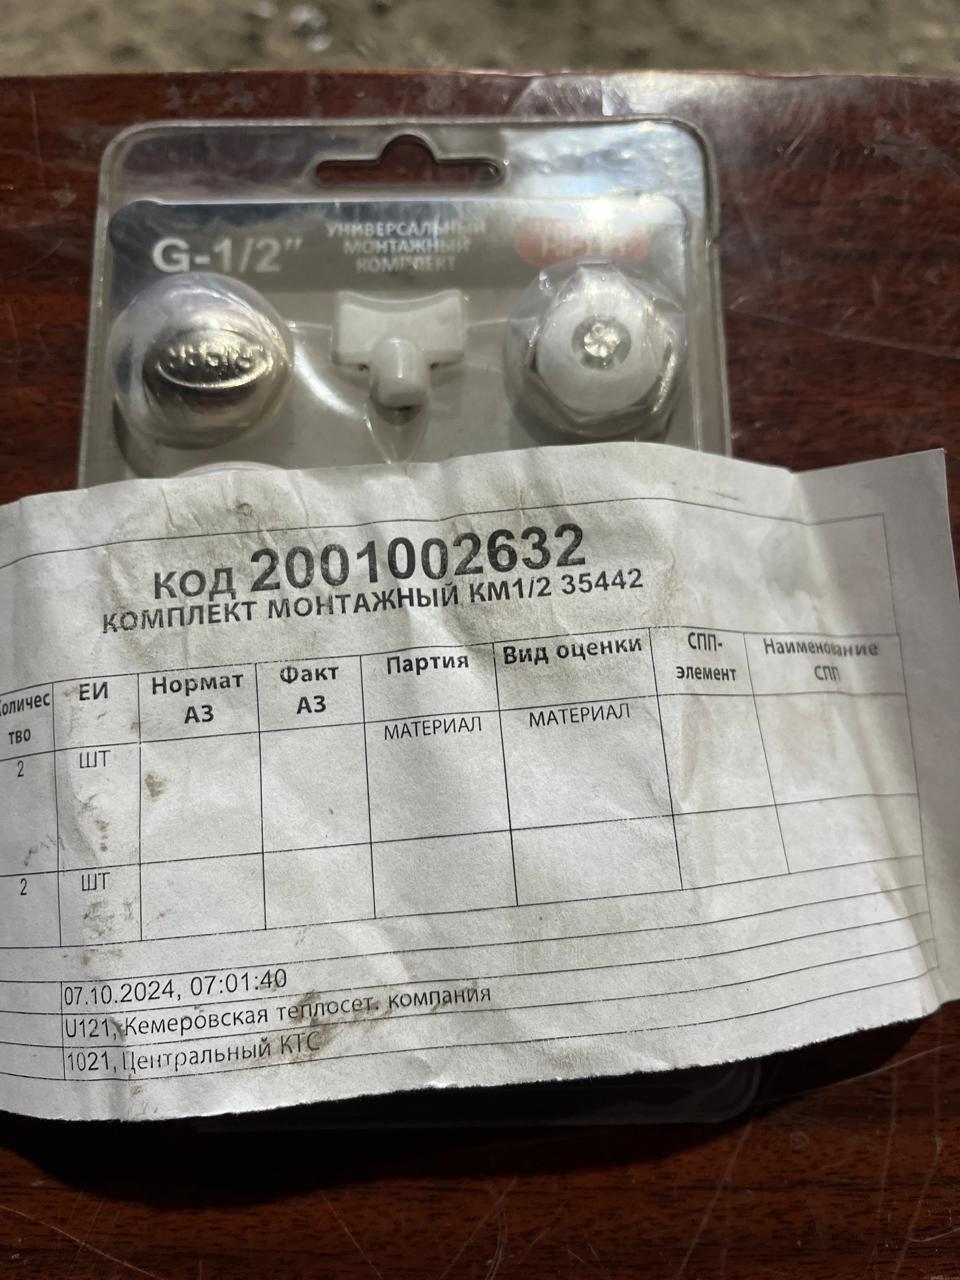 G-1/2"
УНИВЕРСАЛЬНЫЙ
МОНТАЖНЫЙ
КОМПЛЕКТ
RIFAR
RIFAR
КОД 2001002632
КОМПЛЕКТ МОНТАЖНЫЙ КМ1/2 35442
Количес
тво
ЕИ
Нормат
АЗ
Факт
АЗ
Партия
Вид оценки
СПП-
элемент
Наименование
СПП
2
ШТ
МАТЕРИАЛ
МАТЕРИАЛ
2
ШТ
07.10.2024, 07:01:40
U121, Кемеровская теплосет. компания
1021, Центральный КТС